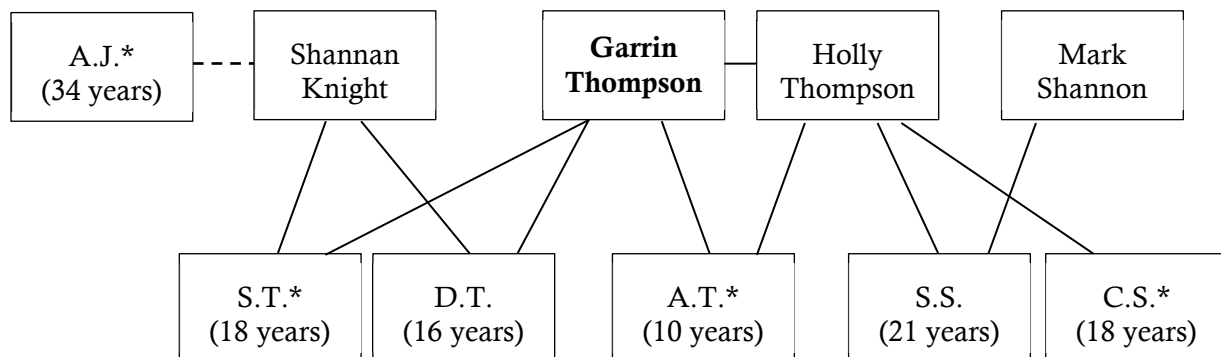 A.J.*
(34 years)
Shannan
Knight
Garrin
Thompson
Holly
Thompson
Mark
Shannon
S.T.*
(18 years)
D.T.
(16 years)
A.T.*
(10 years)
S.S.
(21 years)
C.S.*
(18 years)